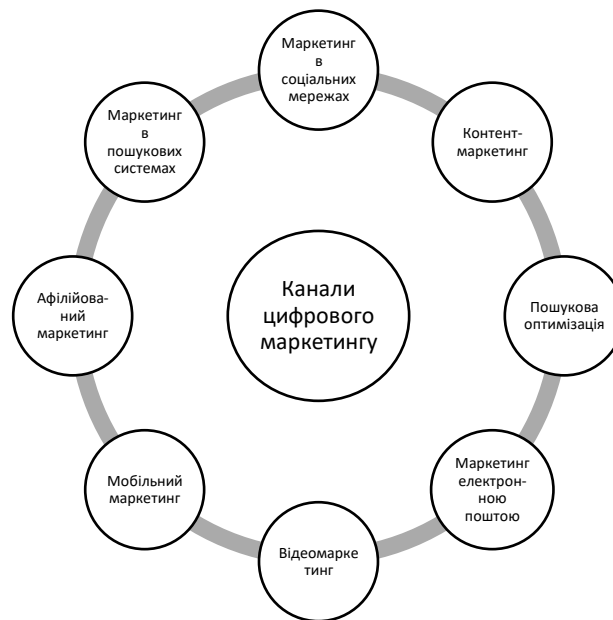 Маркетинг
в
соціальних
мережах
Контент-
маркетинг
Пошукова
оптимізація
Маркетинг
електрон-
ною
поштою
Відеомарке
тинг
Мобільний
маркетинг
Афілійова-
ний
маркетинг
Маркетинг
в
пошукових
системах
Канали
цифрового
маркетингу